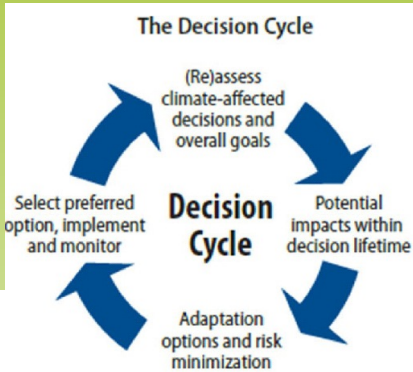 The Decision Cycle
(Re)assess
climate-affected
decisions and
overall goals
Potential
impacts within
decision lifetime
Adaptation
options and risk
minimization
Select preferred
option, implement
and monitor
Decision
Cycle